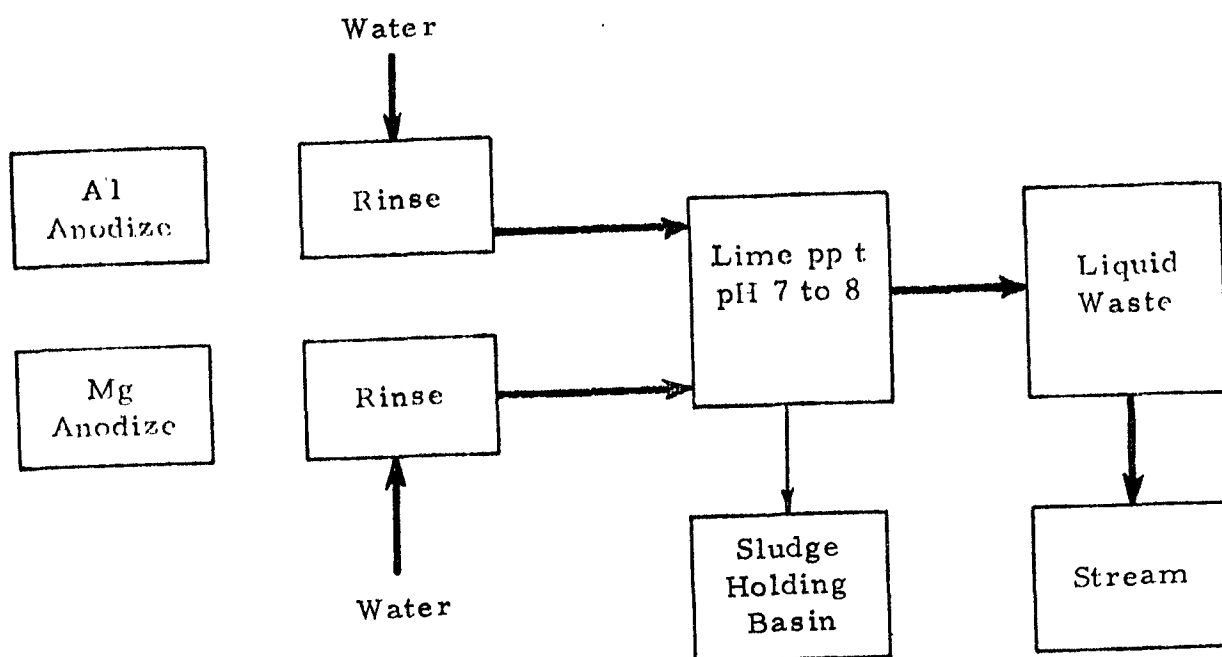 Water
Al
Anodize
Rinse
Lime pp t
pH 7 to 8
Liquid
Waste
Mg
Anodize
Rinse
Water
Sludge
Holding
Basin
Stream